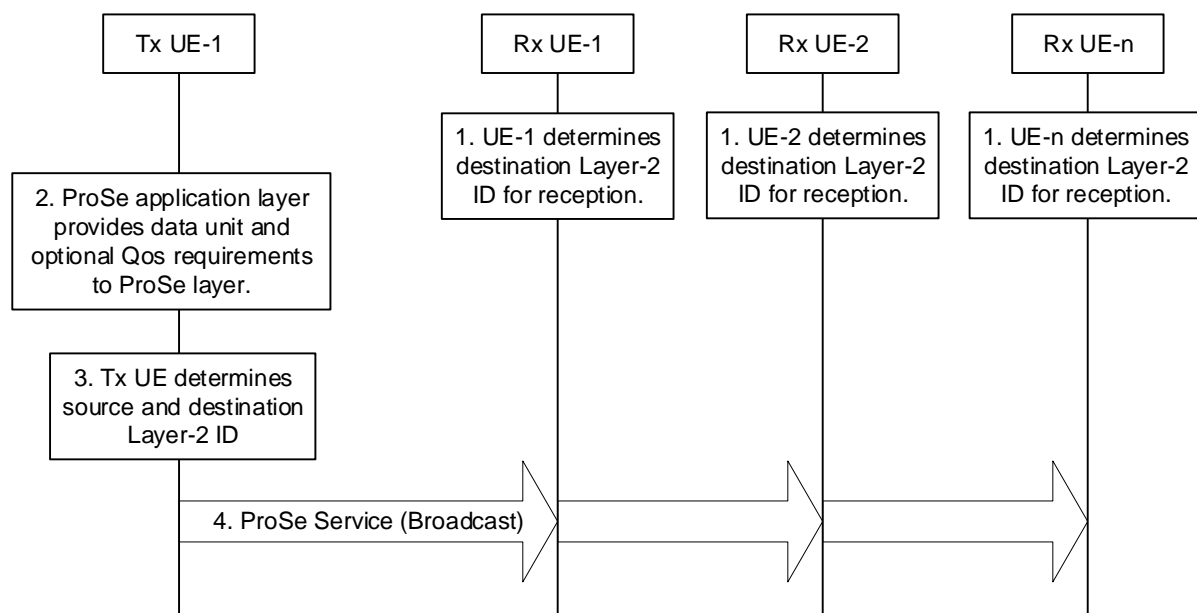 Tx UE-1
Rx UE-1
Rx UE-2
Rx UE-n
1. UE-1 determines
destination Layer-2
ID for reception.
1. UE-2 determines
destination Layer-2
ID for reception.
1. UE-n determines
destination Layer-2
ID for reception.
2. ProSe application layer
provides data unit and
optional Qos requirements
to ProSe layer.
3. Tx UE determines
source and destination
Layer-2 ID
4. ProSe Service (Broadcast)